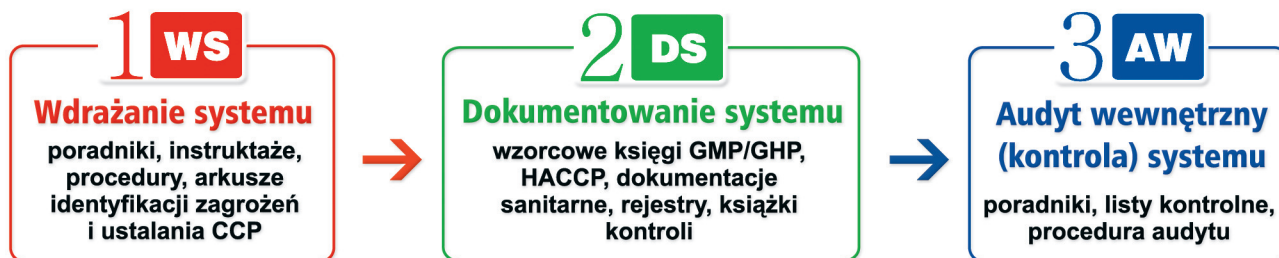 1 WS
Wdrażanie systemu
poradniki, instruktaże,
procedury, arkusze
identyfikacji zagrożeń
i ustalania CCP
2 DS
Dokumentowanie systemu
wzorcowe księgi GMP/GHP,
HACCP, dokumentacje
sanitarne, rejestry, książki
kontroli
3 AW
Audyt wewnętrzny
(kontrola) systemu
poradniki, listy kontrolne,
procedura audytu